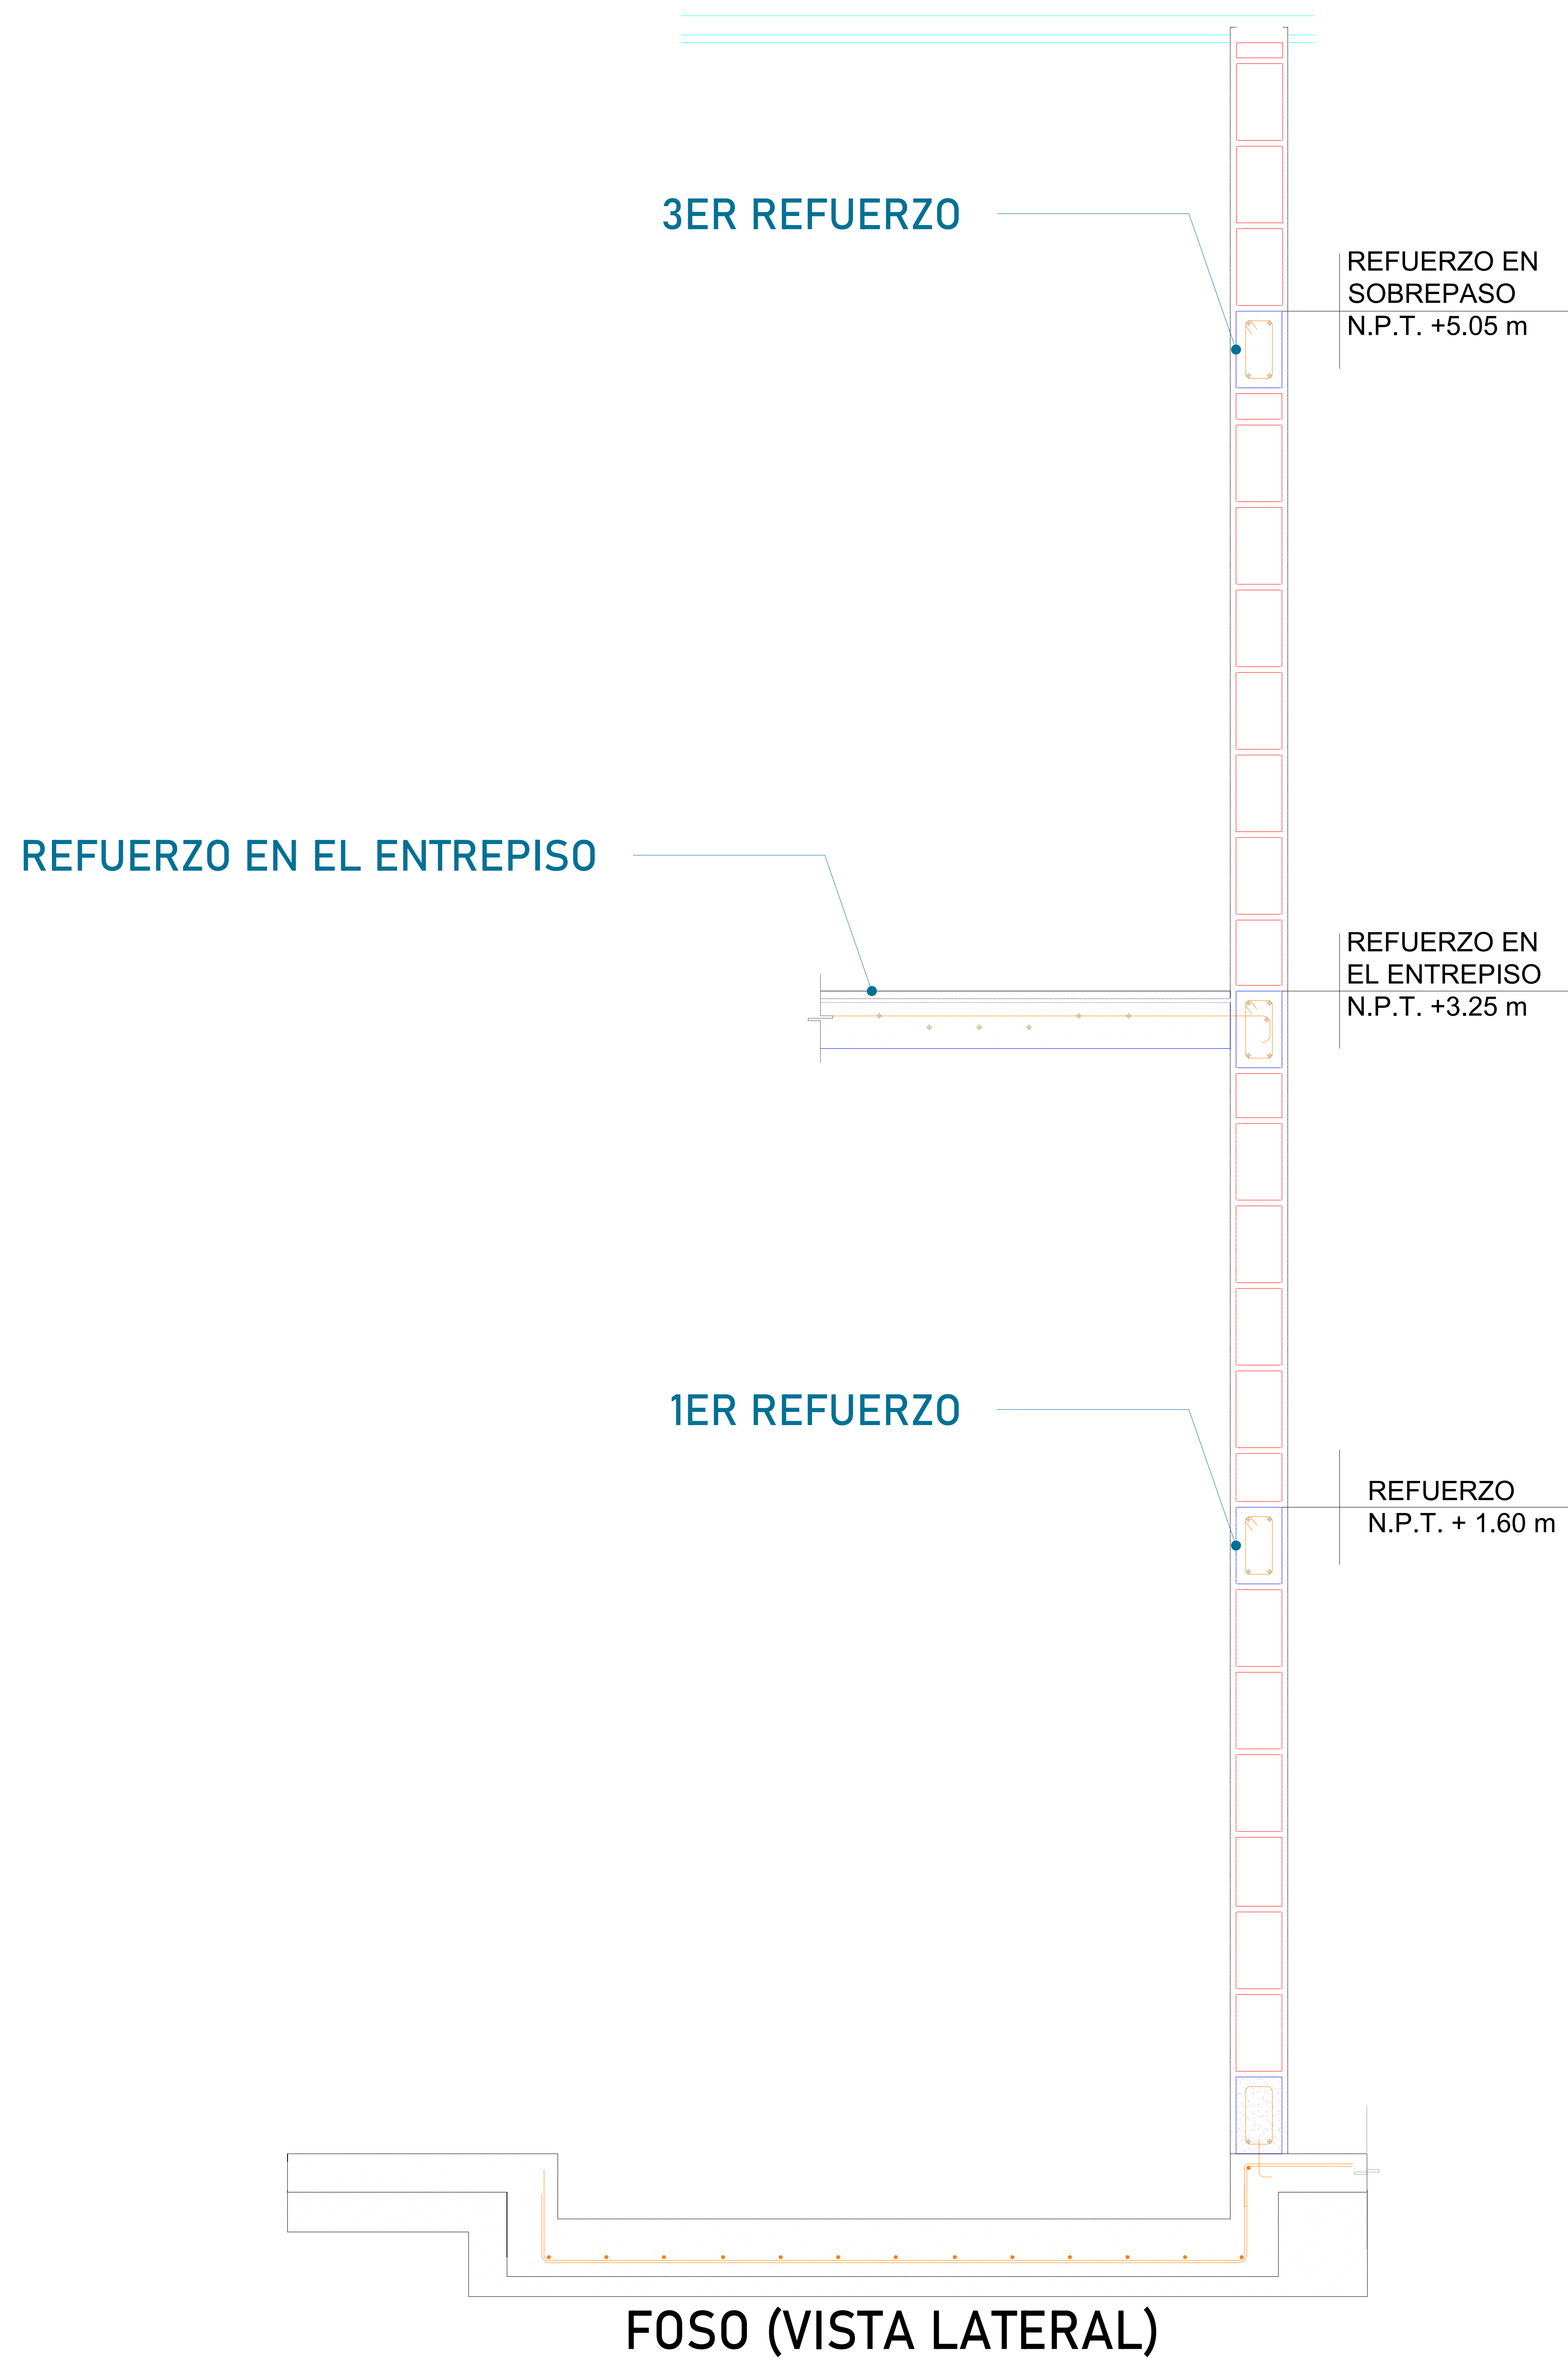 3ER REFUERZO
REFUERZO EN
SOBREPASO
N.P.T. +5.05 m
REFUERZO EN EL ENTREPISO
REFUERZO EN
EL ENTREPISO
N.P.T. +3.25 m
1ER REFUERZO
REFUERZO
N.P.T. + 1.60 m
FOSO (VISTA LATERAL)